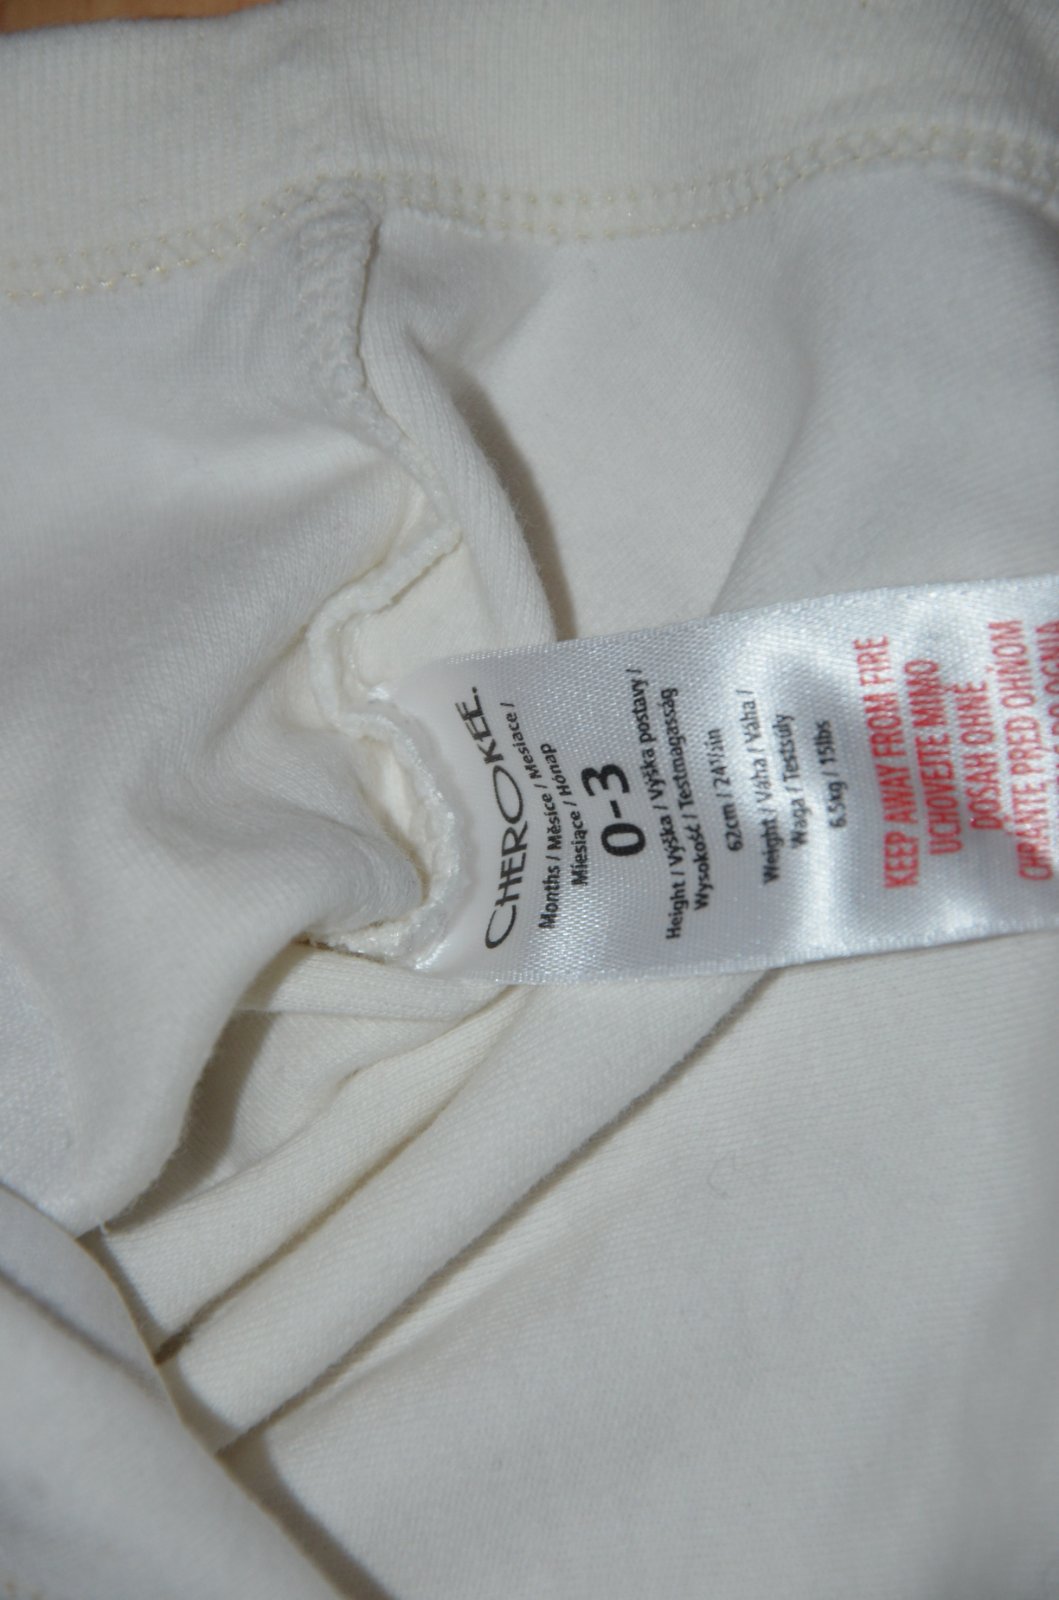 CHEROKEE.
Months / Měsíce / Mesiace /
Miesiące / Hónap
0-3
Height / Výška / Výška postavy /
Wysokość / Testmagasság
62cm / 24½in
Weight / Váha / Váha /
Waga / Testsúly
6.5kg / 15lbs
KEEP AWAY FROM FIRE
UCHOVEJTE MIMO
DOSAH OHNĚ
CHRÁŇTE PRED OHŇOM